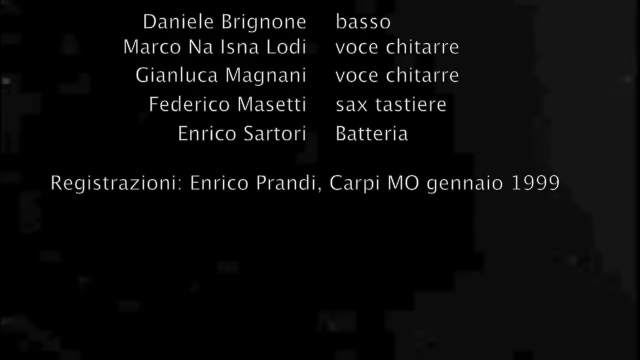 Daniele Brignone basso
Marco Na Isna Lodi voce chitarre
Gianluca Magnani voce chitarre
Federico Masetti sax tastiere
Enrico Sartori Batteria
Registrazioni: Enrico Prandi, Carpi MO gennaio 1999